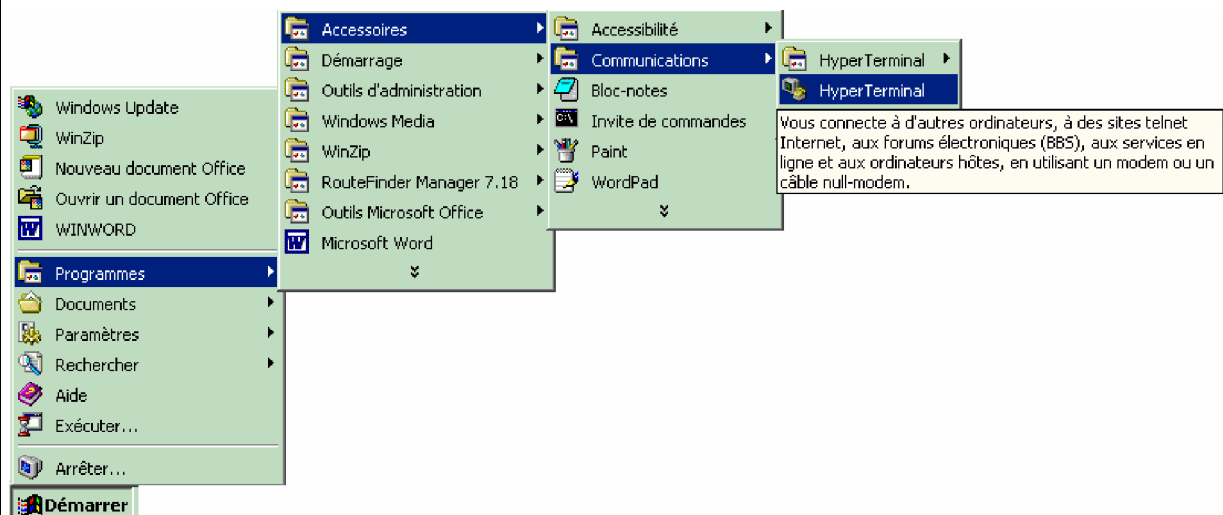 Windows Update
WinZip
Nouveau document Office
Ouvrir un document Office
WINWORD
Programmes
Documents
Paramètres
Rechercher
Aide
Exécuter...
Arrêter...
Démarrer
Accessoires
Démarrage
Outils d'administration
Windows Media
WinZip
RouteFinder Manager 7.18
Outils Microsoft Office
Microsoft Word
Accessibilité
Communications
Bloc-notes
Invite de commandes
Paint
WordPad
HyperTerminal
HyperTerminal
Vous connecte à d'autres ordinateurs, à des sites telnet
Internet, aux forums électroniques (BBS), aux services en
ligne et aux ordinateurs hôtes, en utilisant un modem ou un
câble null-modem.